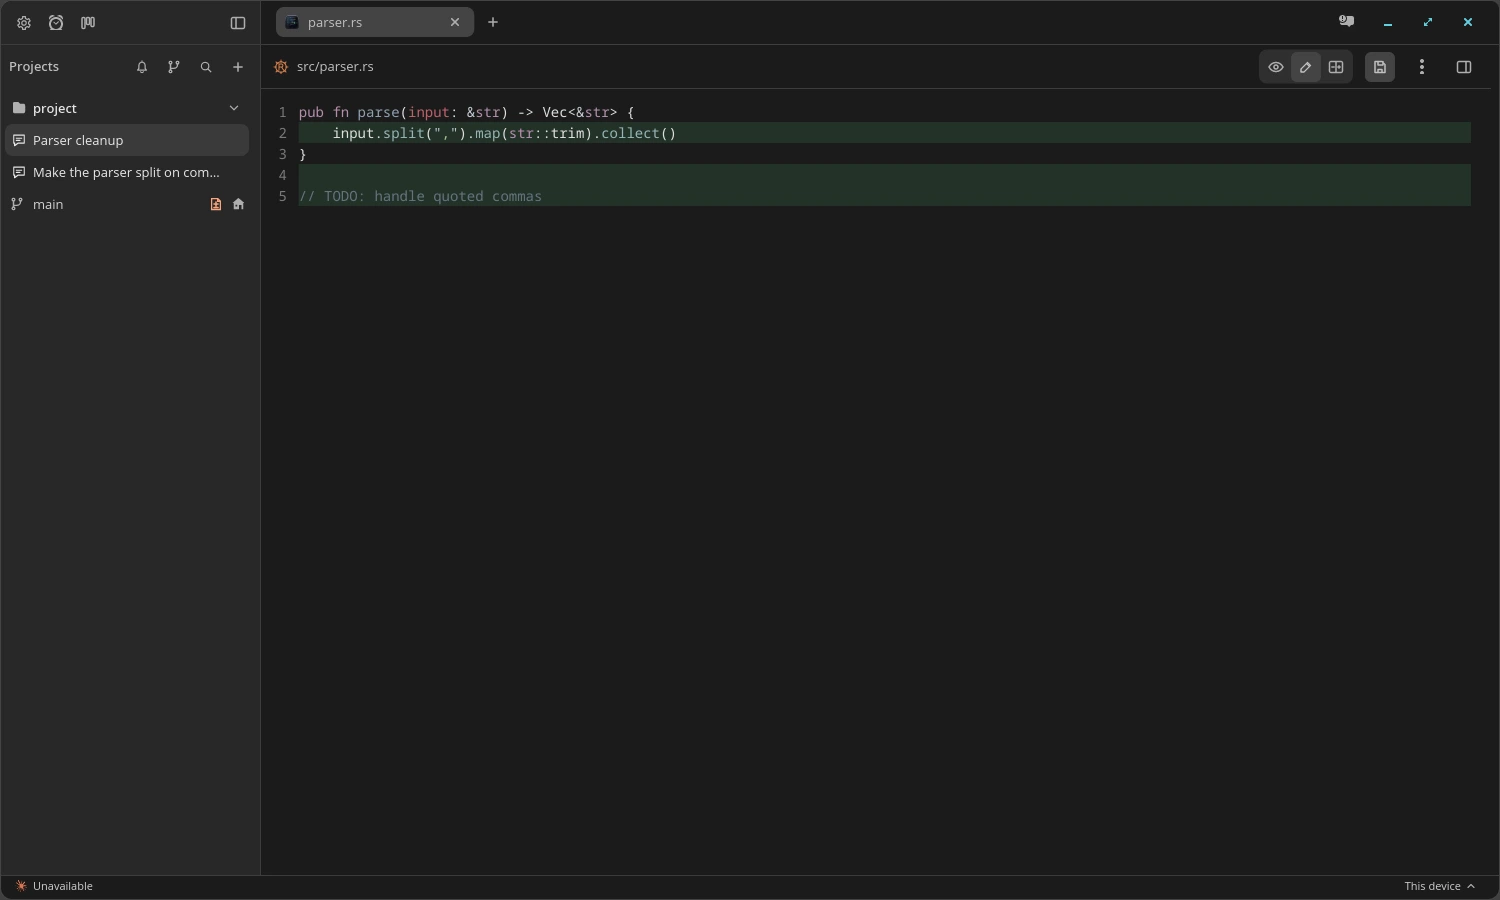 parser.rs
Projects
src/parser.rs
project
Parser cleanup
Make the parser split on com...
main
1 pub fn parse(input: &str) -> Vec<&str> {
2     input.split(",").map(str::trim).collect()
3 }
4
5 // TODO: handle quoted commas
Unavailable
This device